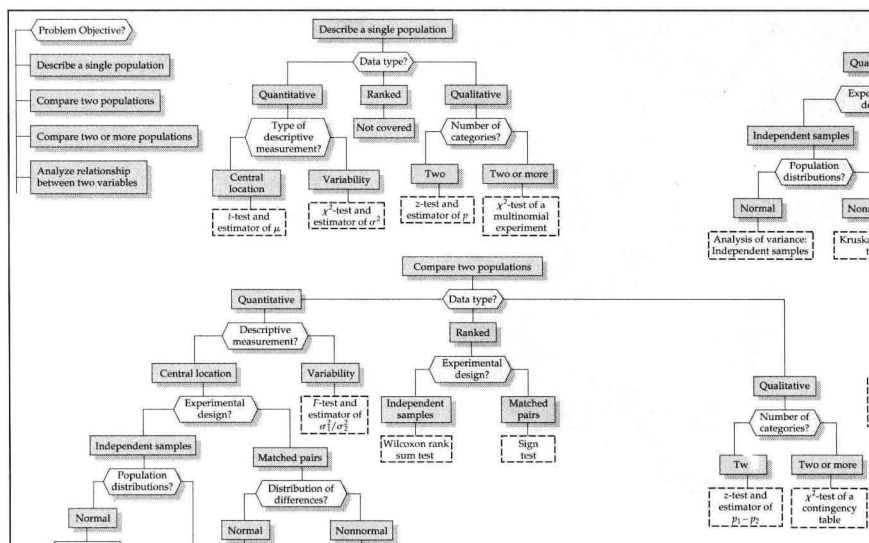 Problem Objective?
Describe a single population
Compare two populations
Compare two or more populations
Analyze relationship
between two variables
Describe a single population
Data type?
Quantitative
Ranked
Qualitative
Type of
descriptive
measurement?
Not covered
Number of
categories?
Central
location
Variability
Two
Two or more
t-test and
estimator of μ
χ²-test and
estimator of σ²
z-test and
estimator of p
χ²-test of a
multinomial
experiment
Independent samples
Population
distributions?
Normal
Analysis of variance:
Independent samples
Compare two populations
Data type?
Quantitative
Ranked
Qualitative
Descriptive
measurement?
Central location
Variability
F-test and
estimator of
σ₁²/σ₂²
Experimental
design?
Independent samples
Matched pairs
Population
distributions?
Normal
Distribution of
differences?
Normal
Nonnormal
Experimental
design?
Independent
samples
Matched
pairs
Wilcoxon rank
sum test
Sign
test
Number of
categories?
Tw
Two or more
z-test and
estimator of
p₁ − p₂
χ²-test of a
contingency
table